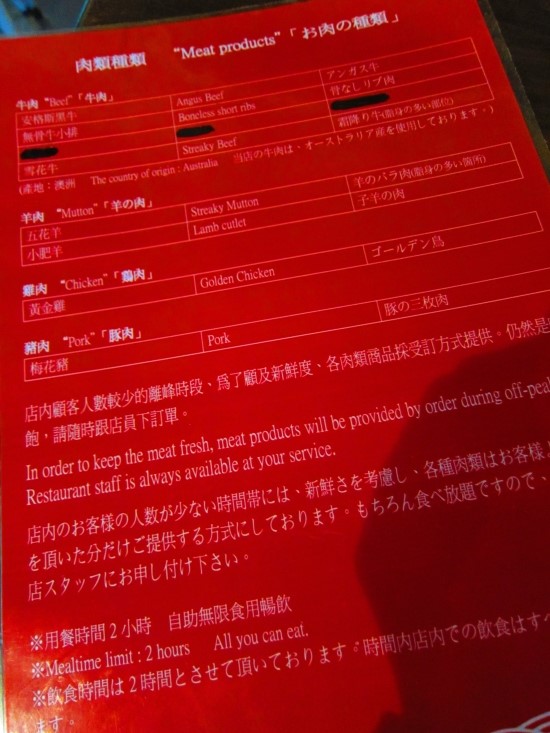 肉類種類 “Meat products”「お肉の種類」
牛肉 “Beef”「牛肉」
安格斯黑牛 Angus Beef アンガス牛
無骨牛小排 Boneless short ribs 骨なしリブ肉
雪花牛 Streaky Beef 霜降り牛(脂身の多い部位)
(產地：澳洲 The country of origin : Australia 当店の牛肉は、オーストラリア産を使用しております。)
羊肉 “Mutton”「羊の肉」
五花羊 Streaky Mutton 羊のバラ肉(脂身の多い箇所)
小肥羊 Lamb cutlet 子羊の肉
雞肉 “Chicken”「鶏肉」
黃金雞 Golden Chicken ゴールデン鳥
豬肉 “Pork”「豚肉」
梅花豬 Pork 豚の三枚肉
店内顧客人數較少的離峰時段、為了顧及新鮮度、各肉類商品採受訂方式提供。仍然是
飽，請隨時跟店員下訂單。
In order to keep the meat fresh, meat products will be provided by order during off-peak
Restaurant staff is always available at your service.
店内のお客様の人数が少ない時間帯には、新鮮さを考慮し、各種肉類はお客様
を頂いた分だけご提供する方式にしております。もちろん食べ放題ですので、
店スタッフにお申し付け下さい。
※用餐時間２小時 自助無限食用暢飲
※Mealtime limit : 2 hours All you can eat.
※飲食時間は２時間とさせて頂いております。時間内店内での飲食はすべ
ます。